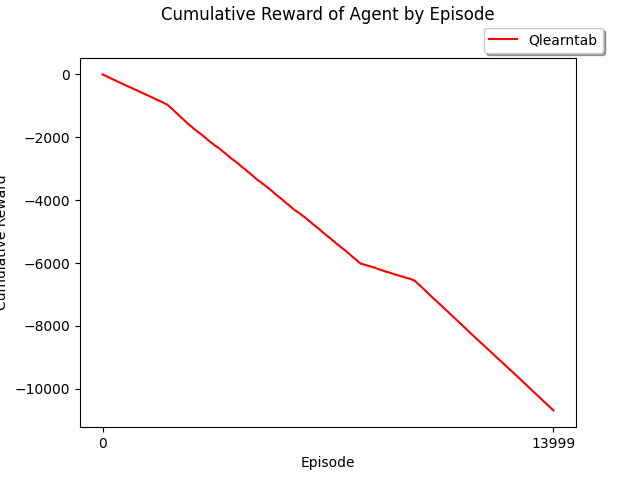 Cumulative Reward of Agent by Episode
Qlearntab
0
−2000
−4000
−6000
−8000
−10000
Cumulative Reward
0
13999
Episode